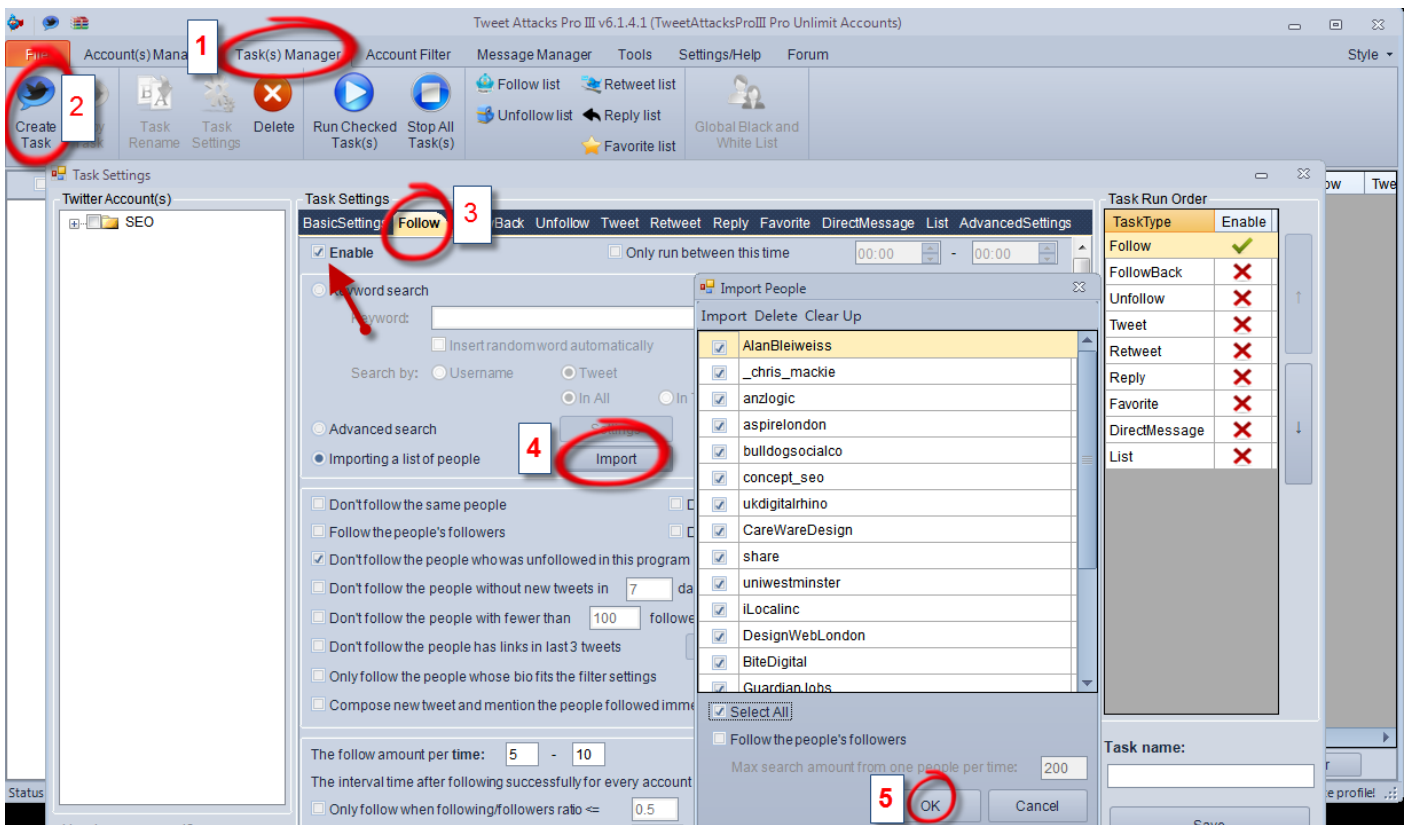 Tweet Attacks Pro III v6.1.4.1 (TweetAttacksProIII Pro Unlimit Accounts)
File Account(s) Mana 1 Task(s) Manager Account Filter Message Manager Tools Settings/Help Forum Style
2
Create Task
Task Rename
Task Settings
Delete
Run Checked Task(s)
Stop All Task(s)
Follow list Retweet list
Unfollow list Reply list
Favorite list
Global Black and White List
Task Settings
ow Twe
Twitter Account(s)
SEO
Task Settings
3
BasicSettings Follow Back Unfollow Tweet Retweet Reply Favorite DirectMessage List AdvancedSettings
Enable Only run between this time 00:00 - 00:00
Keyword search
Keyword:
Insert random word automatically
Search by: Username Tweet
In All In T
Advanced search Settings
Importing a list of people 4 Import
Don't follow the same people D
Follow the people's followers D
Don't follow the people who was unfollowed in this program
Don't follow the people without new tweets in 7 da
Don't follow the people with fewer than 100 followe
Don't follow the people has links in last 3 tweets
Only follow the people whose bio fits the filter settings
Compose new tweet and mention the people followed imme
The follow amount per time: 5 - 10
The interval time after following successfully for every account
Only follow when following/followers ratio <= 0.5
Import People
Import Delete Clear Up
AlanBleiweiss
_chris_mackie
anzlogic
aspirelondon
bulldogsocialco
concept_seo
ukdigitalrhino
CareWareDesign
share
uniwestminster
iLocalinc
DesignWebLondon
BiteDigital
GuardianJobs
Select All
Follow the people's followers
Max search amount from one people per time: 200
5 OK Cancel
Task Run Order
TaskType Enable
Follow
FollowBack
Unfollow
Tweet
Retweet
Reply
Favorite
DirectMessage
List
↑
↓
Task name:
Save
Status
r
e profile!